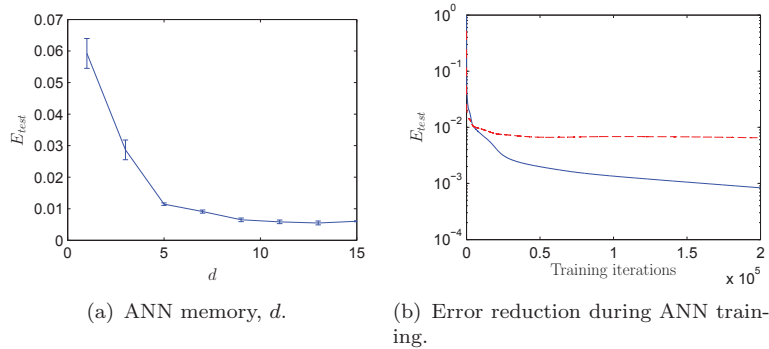 0.07
0.06
0.05
0.04
0.03
0.02
0.01
0
E_test
0 5 10 15
d
(a) ANN memory, d.
10^0
10^−1
10^−2
10^−3
10^−4
E_test
0 0.5 1 1.5 2
Training iterations
x 10^5
(b) Error reduction during ANN train-
ing.